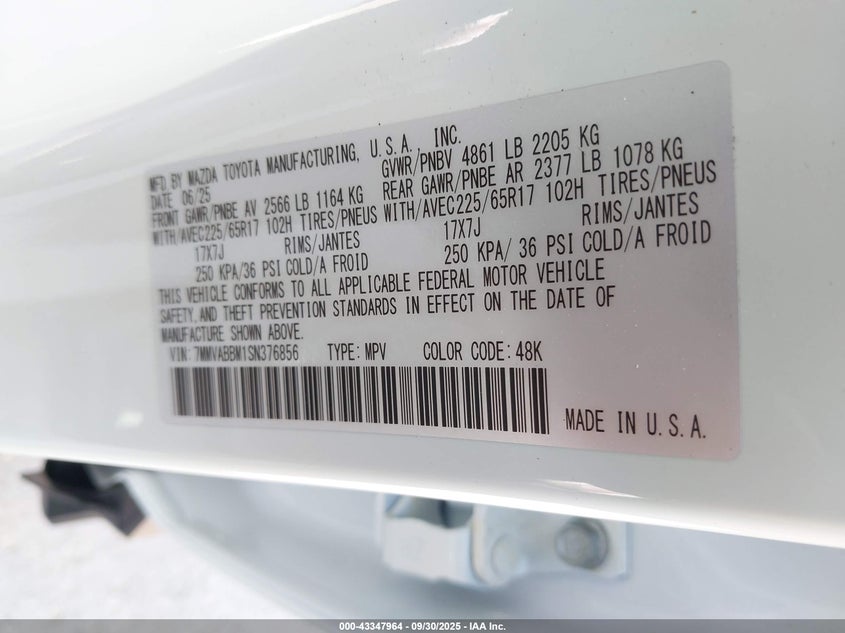 MFD.BY MAZDA TOYOTA MANUFACTURING, U.S.A., INC.
DATE 06/25 GVWR/PNBV 4861 LB 2205 KG
FRONT GAWR/PNBE AV 2566 LB 1164 KG REAR GAWR/PNBE AR 2377 LB 1078 KG
WITH/AVEC225/65R17 102H TIRES/PNEUS WITH/AVEC225/65R17 102H TIRES/PNEUS
17X7J RIMS/JANTES 17X7J RIMS/JANTES
250 KPA/36 PSI COLD/A FROID 250 KPA/ 36 PSI COLD/A FROID
THIS VEHICLE CONFORMS TO ALL APPLICABLE FEDERAL MOTOR VEHICLE
SAFETY, AND THEFT PREVENTION STANDARDS IN EFFECT ON THE DATE OF
MANUFACTURE SHOWN ABOVE.
VIN: 7MMVABBM1SN376856 TYPE: MPV COLOR CODE: 48K
MADE IN U.S.A.
000-43347964 - 09/30/2025 - IAA Inc.